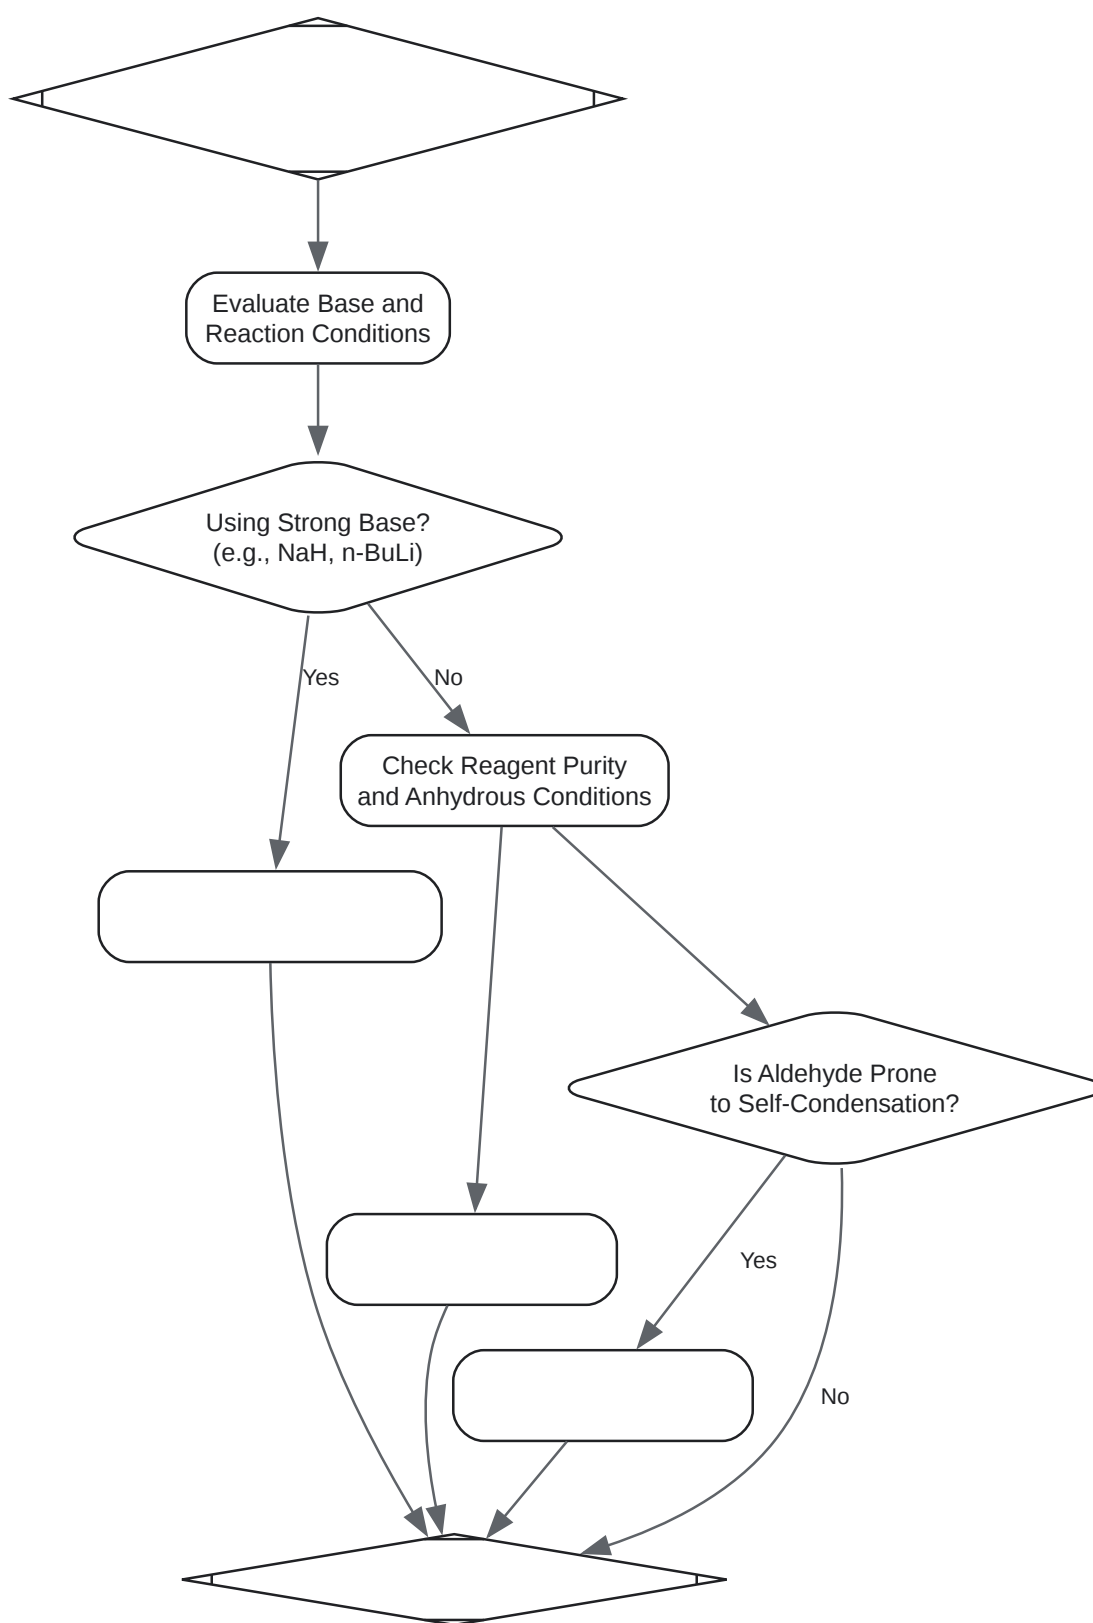 Evaluate Base and
Reaction Conditions
Using Strong Base?
(e.g., NaH, n-BuLi)
Yes
No
Check Reagent Purity
and Anhydrous Conditions
Is Aldehyde Prone
to Self-Condensation?
Yes
No